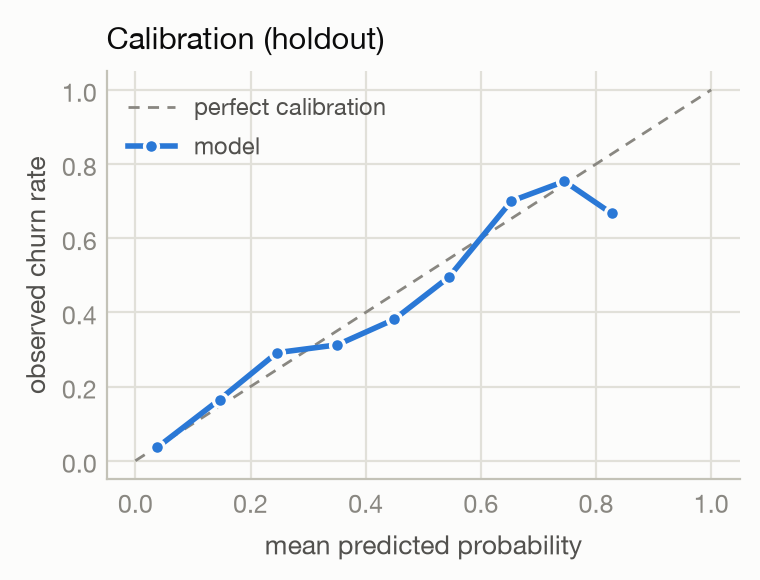 Calibration (holdout)
perfect calibration
model
observed churn rate
1.0
0.8
0.6
0.4
0.2
0.0
0.0 0.2 0.4 0.6 0.8 1.0
mean predicted probability